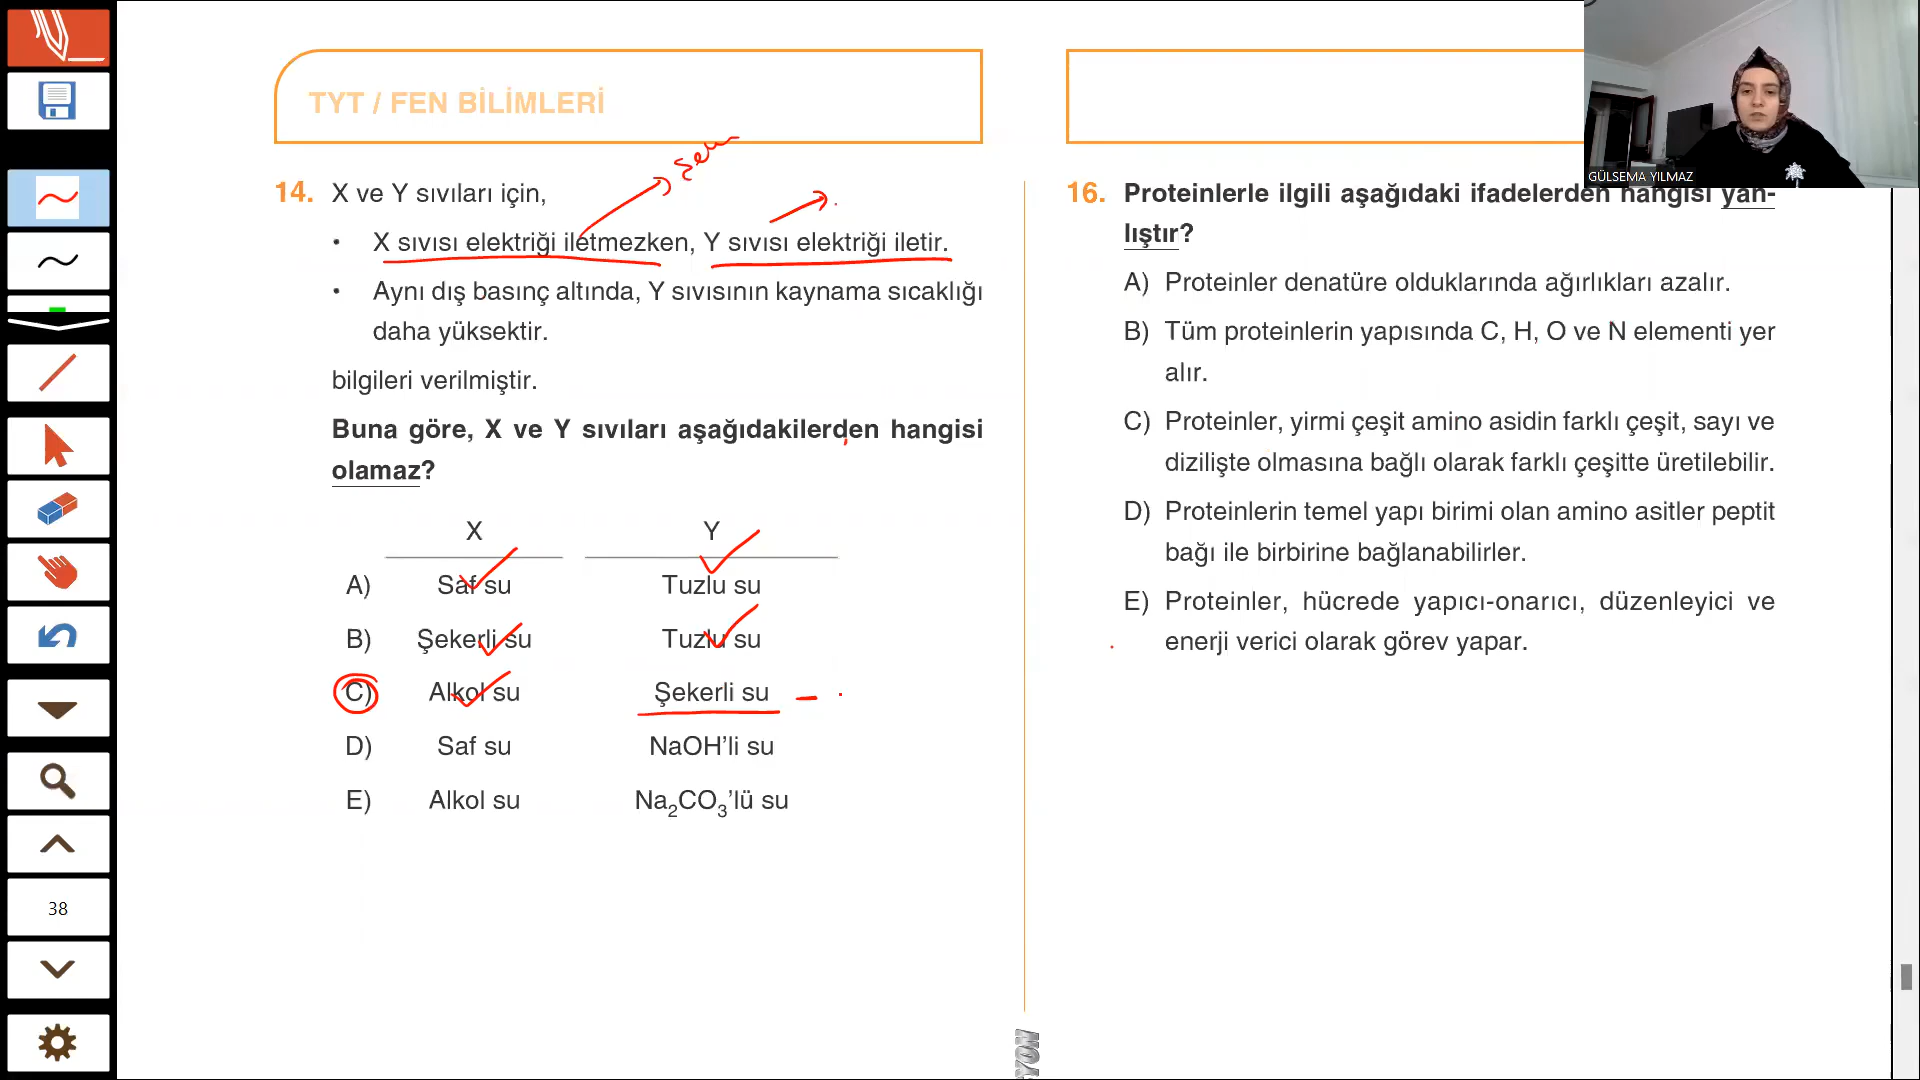 TYT / FEN BİLİMLERİ
14. X ve Y sıvıları için,
• X sıvısı elektriği iletmezken, Y sıvısı elektriği iletir.
• Aynı dış basınç altında, Y sıvısının kaynama sıcaklığı
daha yüksektir.
bilgileri verilmiştir.
Buna göre, X ve Y sıvıları aşağıdakilerden hangisi
olamaz?
X Y
A) Saf su Tuzlu su
B) Şekerli su Tuzlu su
C) Alkol su Şekerli su
D) Saf su NaOH'li su
E) Alkol su Na₂CO₃'lü su
16. Proteinlerle ilgili aşağıdaki ifadelerden hangisi yan-
lıştır?
A) Proteinler denatüre olduklarında ağırlıkları azalır.
B) Tüm proteinlerin yapısında C, H, O ve N elementi yer
alır.
C) Proteinler, yirmi çeşit amino asidin farklı çeşit, sayı ve
dizilişte olmasına bağlı olarak farklı çeşitte üretilebilir.
D) Proteinlerin temel yapı birimi olan amino asitler peptit
bağı ile birbirine bağlanabilirler.
E) Proteinler, hücrede yapıcı-onarıcı, düzenleyici ve
enerji verici olarak görev yapar.
GÜLSEMA YILMAZ
38